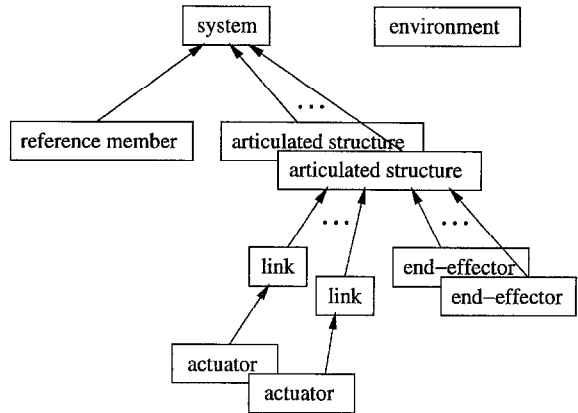 system
environment
...
reference member
articulated structure
articulated structure
...
...
link
end-effector
link
end-effector
actuator
actuator